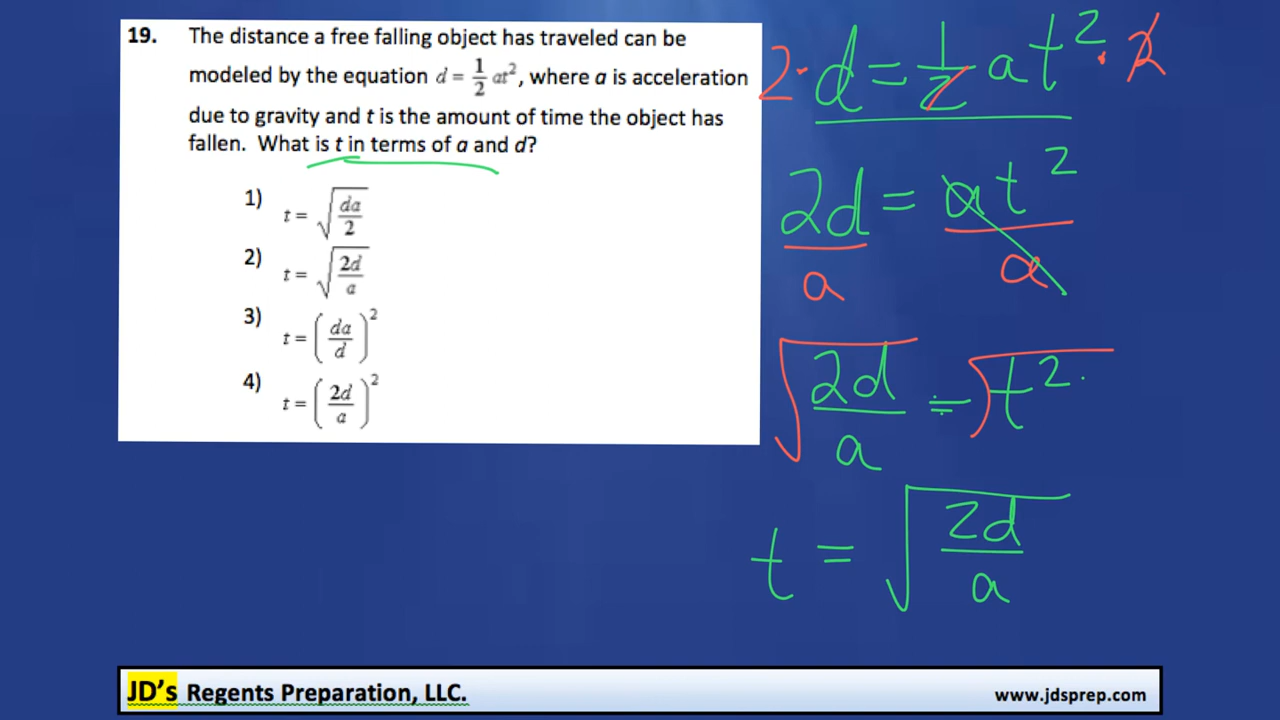 19. The distance a free falling object has traveled can be
modeled by the equation d = 1/2 at², where a is acceleration
due to gravity and t is the amount of time the object has
fallen. What is t in terms of a and d?
1) t = √(da/2)
2) t = √(2d/a)
3) t = (da/d)²
4) t = (2d/a)²
2·d = 1/2 at²·2
2d/a = at²/a
√(2d/a) = √t²
t = √(2d/a)
JD's Regents Preparation, LLC.
www.jdsprep.com